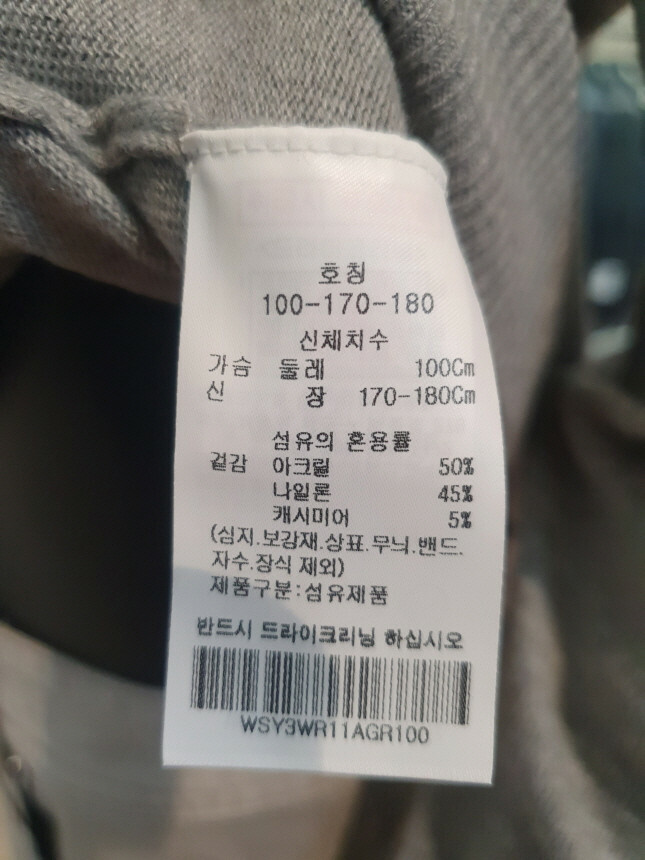 호칭
100-170-180
신체치수
가슴 둘레 100Cm
신 장 170-180Cm
섬유의 혼용률
겉감 아크릴 50%
나일론 45%
캐시미어 5%
(심지.보강재.상표.무늬.밴드.
자수.장식 제외)
제품구분:섬유제품
반드시 드라이크리닝 하십시오
WSY3WR11AGR100